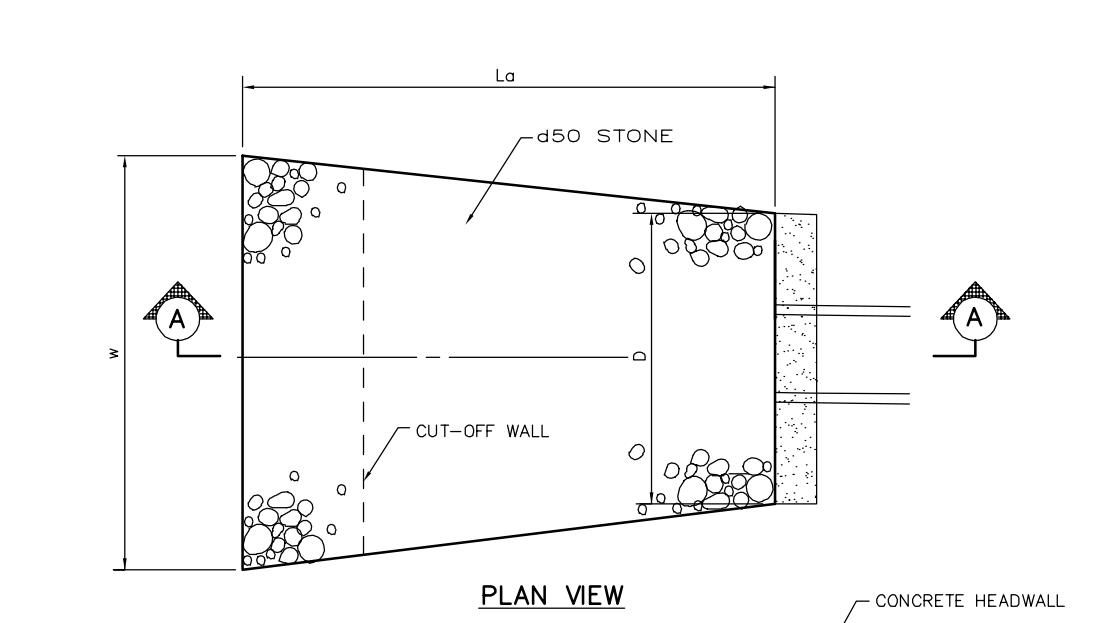 La
d50 STONE
A
A
W
D
CUT-OFF WALL
PLAN VIEW
CONCRETE HEADWALL